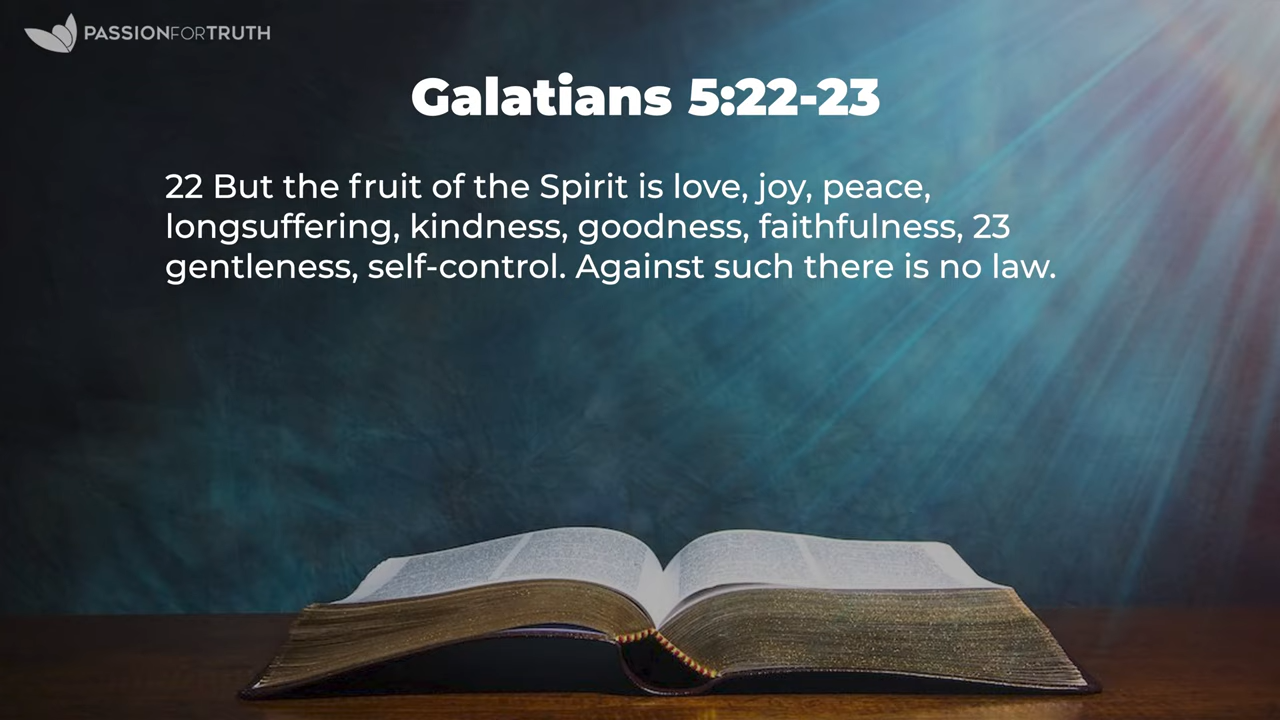 PASSIONFORTRUTH
Galatians 5:22-23
22 But the fruit of the Spirit is love, joy, peace,
longsuffering, kindness, goodness, faithfulness, 23
gentleness, self-control. Against such there is no law.